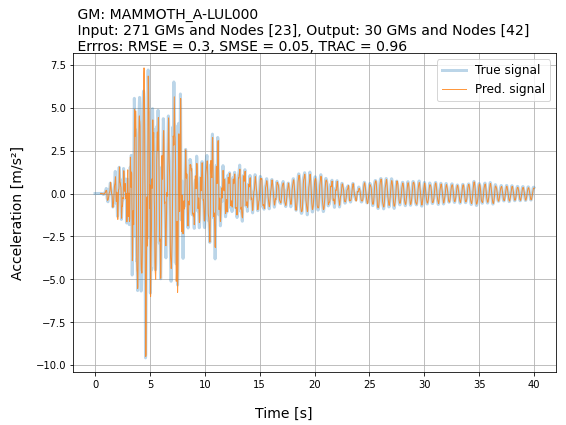 GM: MAMMOTH_A-LUL000
Input: 271 GMs and Nodes [23], Output: 30 GMs and Nodes [42]
Erros: RMSE = 0.3, SMSE = 0.05, TRAC = 0.96
True signal
Pred. signal
7.5
5.0
2.5
0.0
−2.5
−5.0
−7.5
−10.0
Acceleration [m/s²]
0 5 10 15 20 25 30 35 40
Time [s]